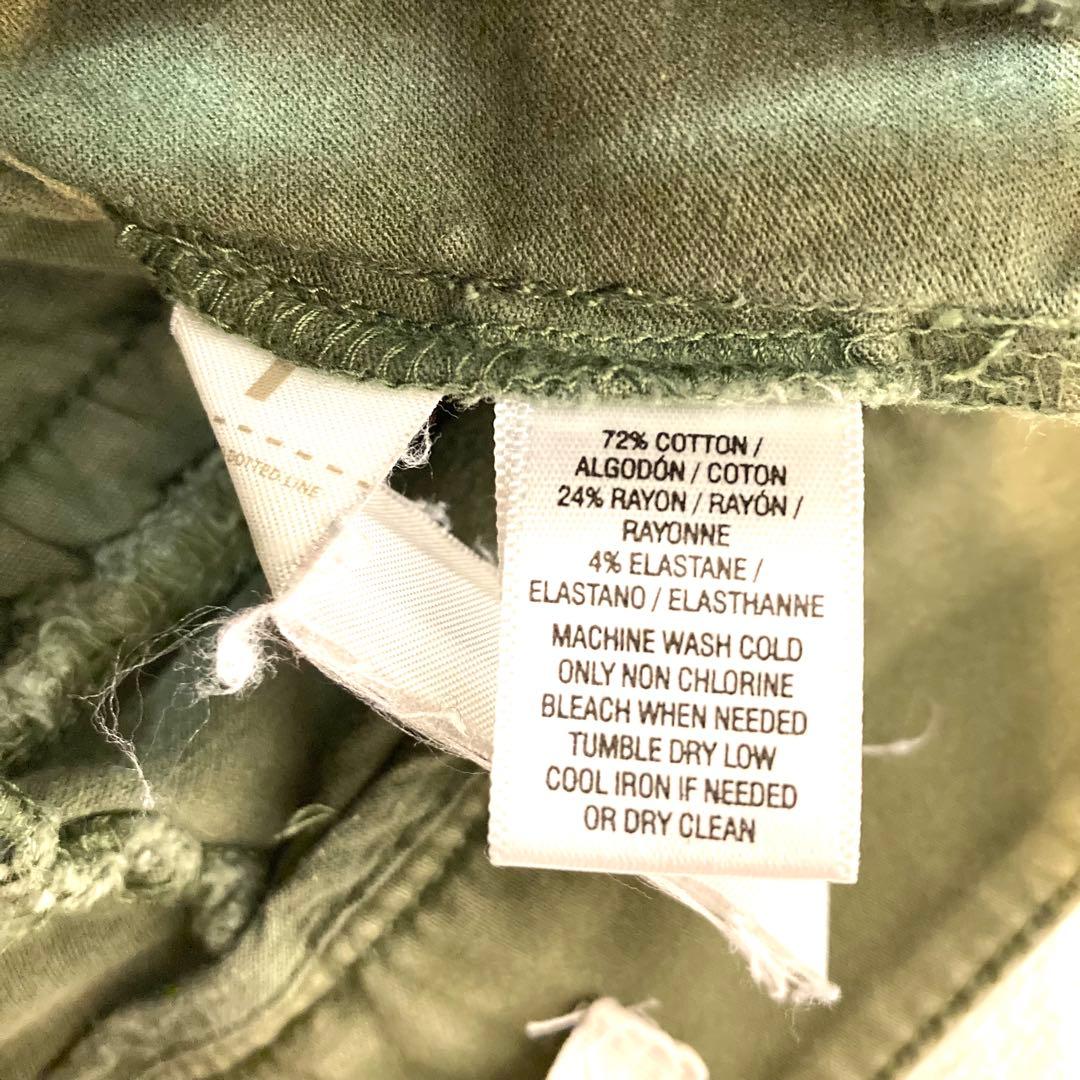 72% COTTON /
ALGODÓN / COTON
24% RAYON / RAYÓN /
RAYONNE
4% ELASTANE /
ELASTANO / ELASTHANNE
MACHINE WASH COLD
ONLY NON CHLORINE
BLEACH WHEN NEEDED
TUMBLE DRY LOW
COOL IRON IF NEEDED
OR DRY CLEAN
DOTTED LINE